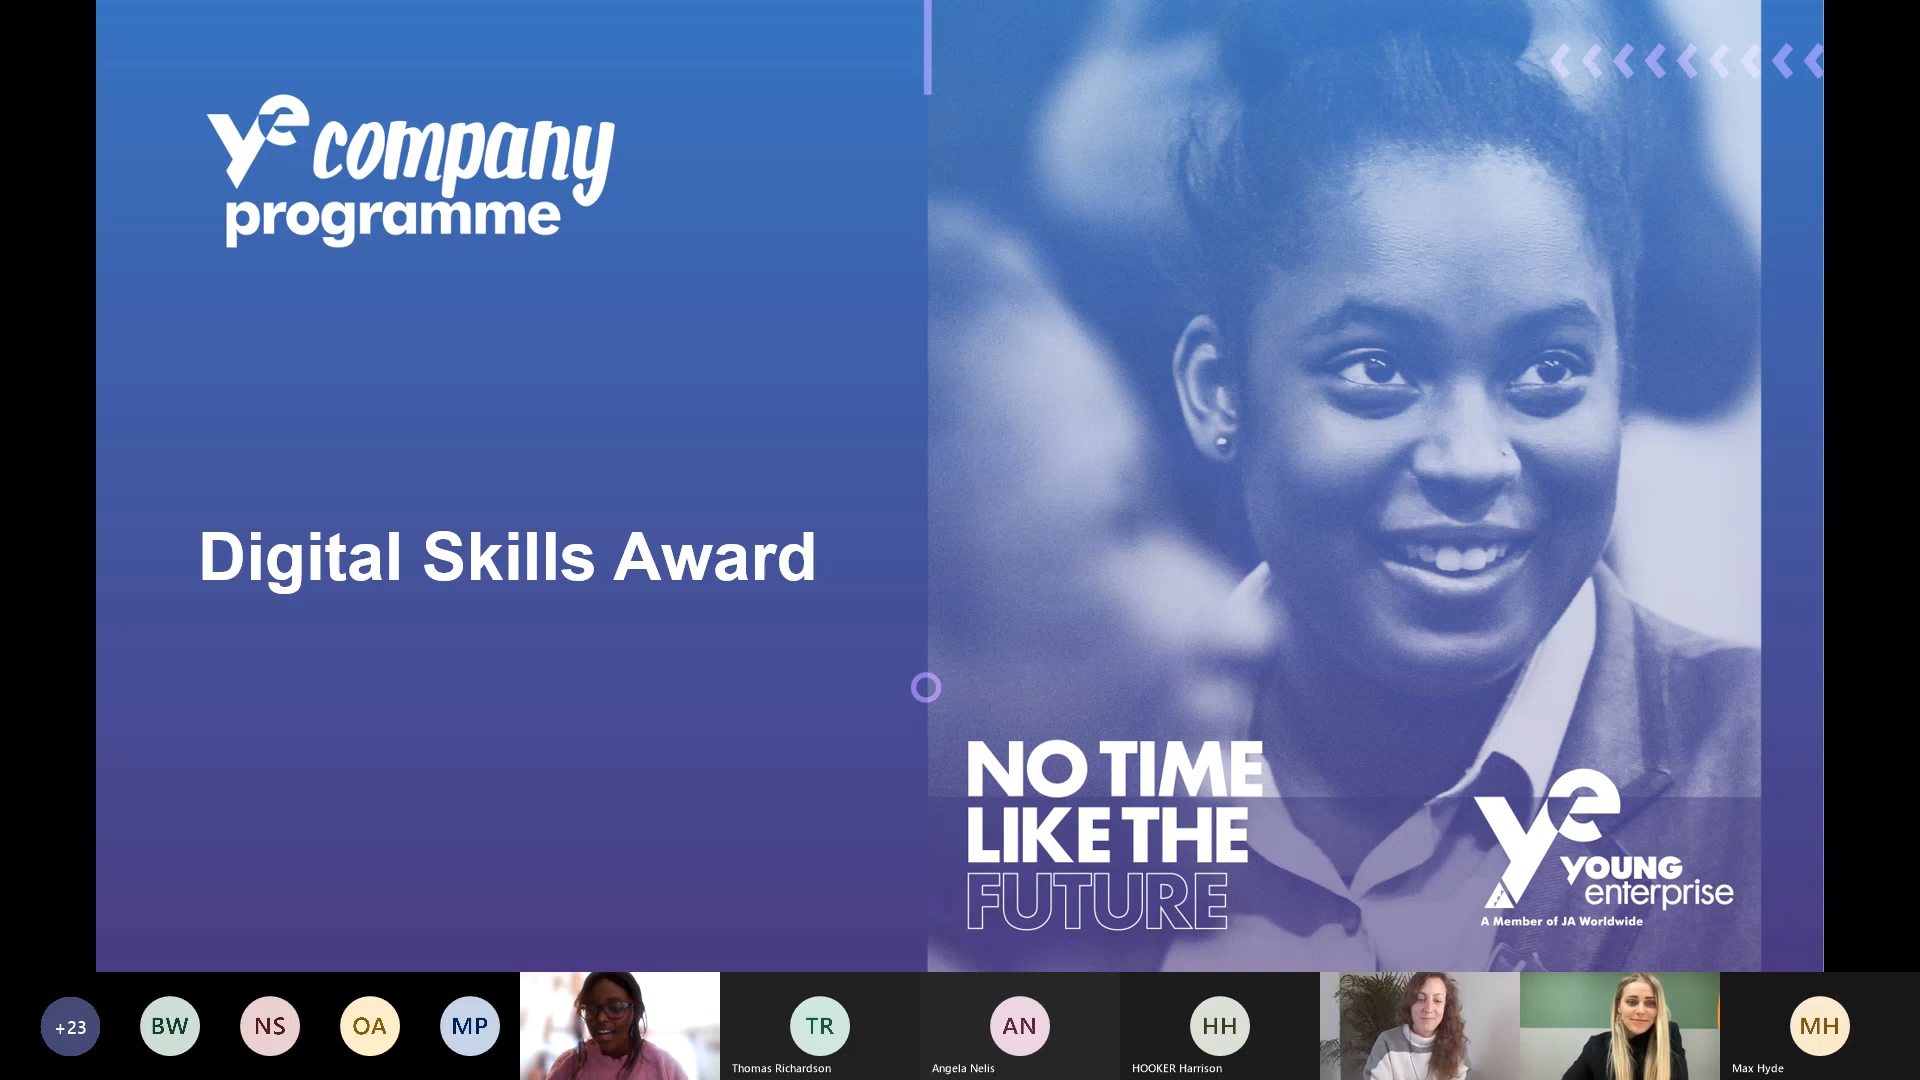 ye company
programme
Digital Skills Award
NO TIME
LIKE THE
FUTURE
ye
YOUNG
enterprise
A Member of JA Worldwide
+23
BW
NS
OA
MP
TR
Thomas Richardson
AN
Angela Nelis
HH
HOOKER Harrison
MH
Max Hyde